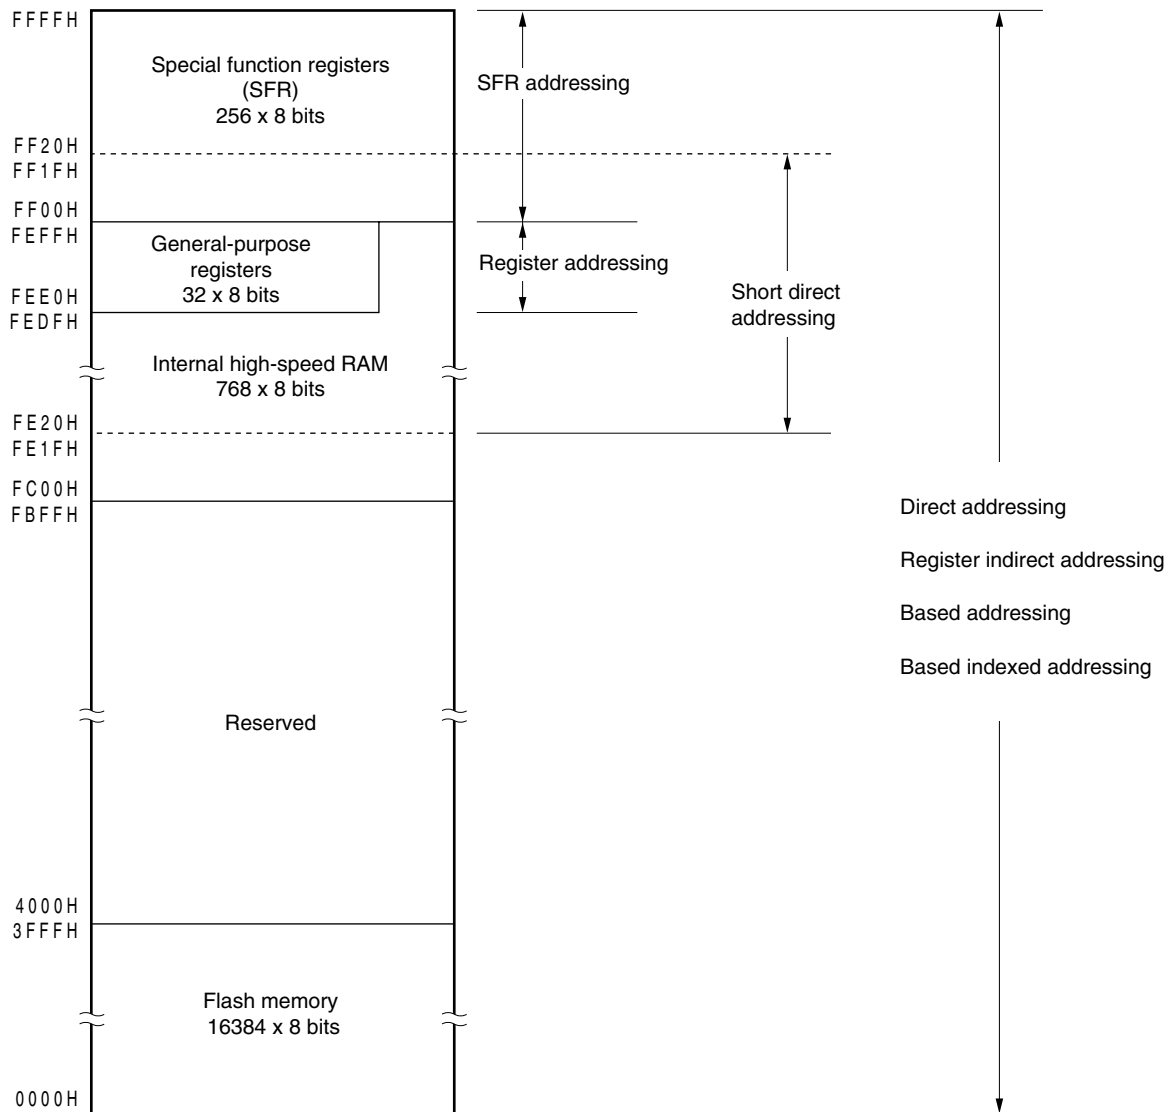 FFFFH
Special function registers
(SFR)
256 x 8 bits
SFR addressing
FF20H
FF1FH
FF00H
FEFFH
General-purpose
registers
32 x 8 bits
Register addressing
Short direct
addressing
FEE0H
FEDFH
Internal high-speed RAM
768 x 8 bits
FE20H
FE1FH
FC00H
FBFFH
Direct addressing
Register indirect addressing
Based addressing
Based indexed addressing
Reserved
4000H
3FFFH
Flash memory
16384 x 8 bits
0000H